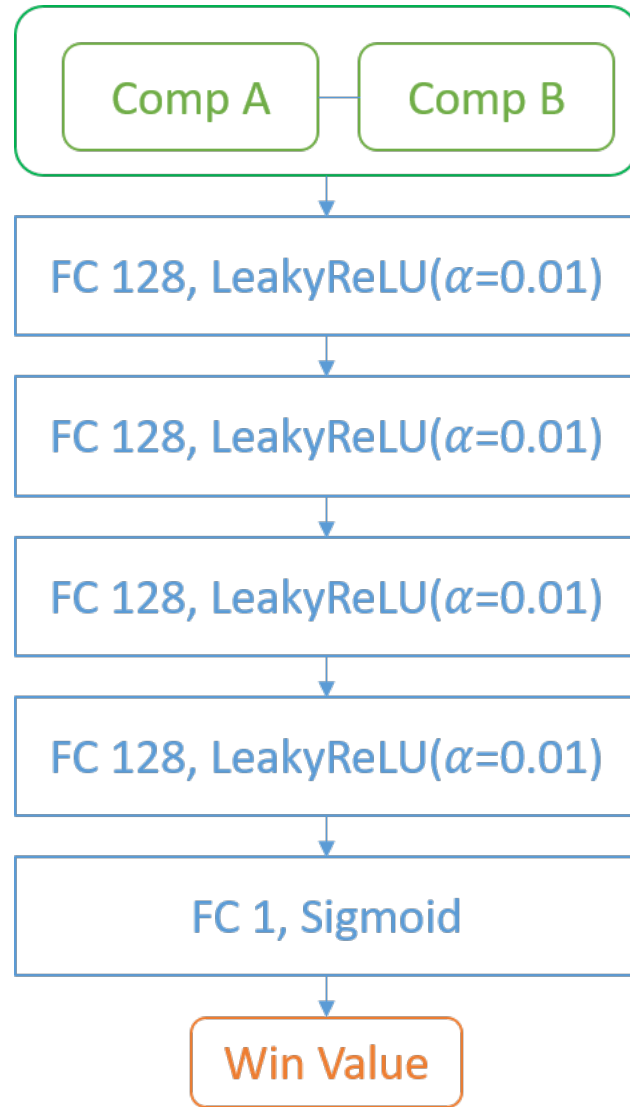 Comp A Comp B
FC 128, LeakyReLU(α=0.01)
FC 128, LeakyReLU(α=0.01)
FC 128, LeakyReLU(α=0.01)
FC 128, LeakyReLU(α=0.01)
FC 1, Sigmoid
Win Value